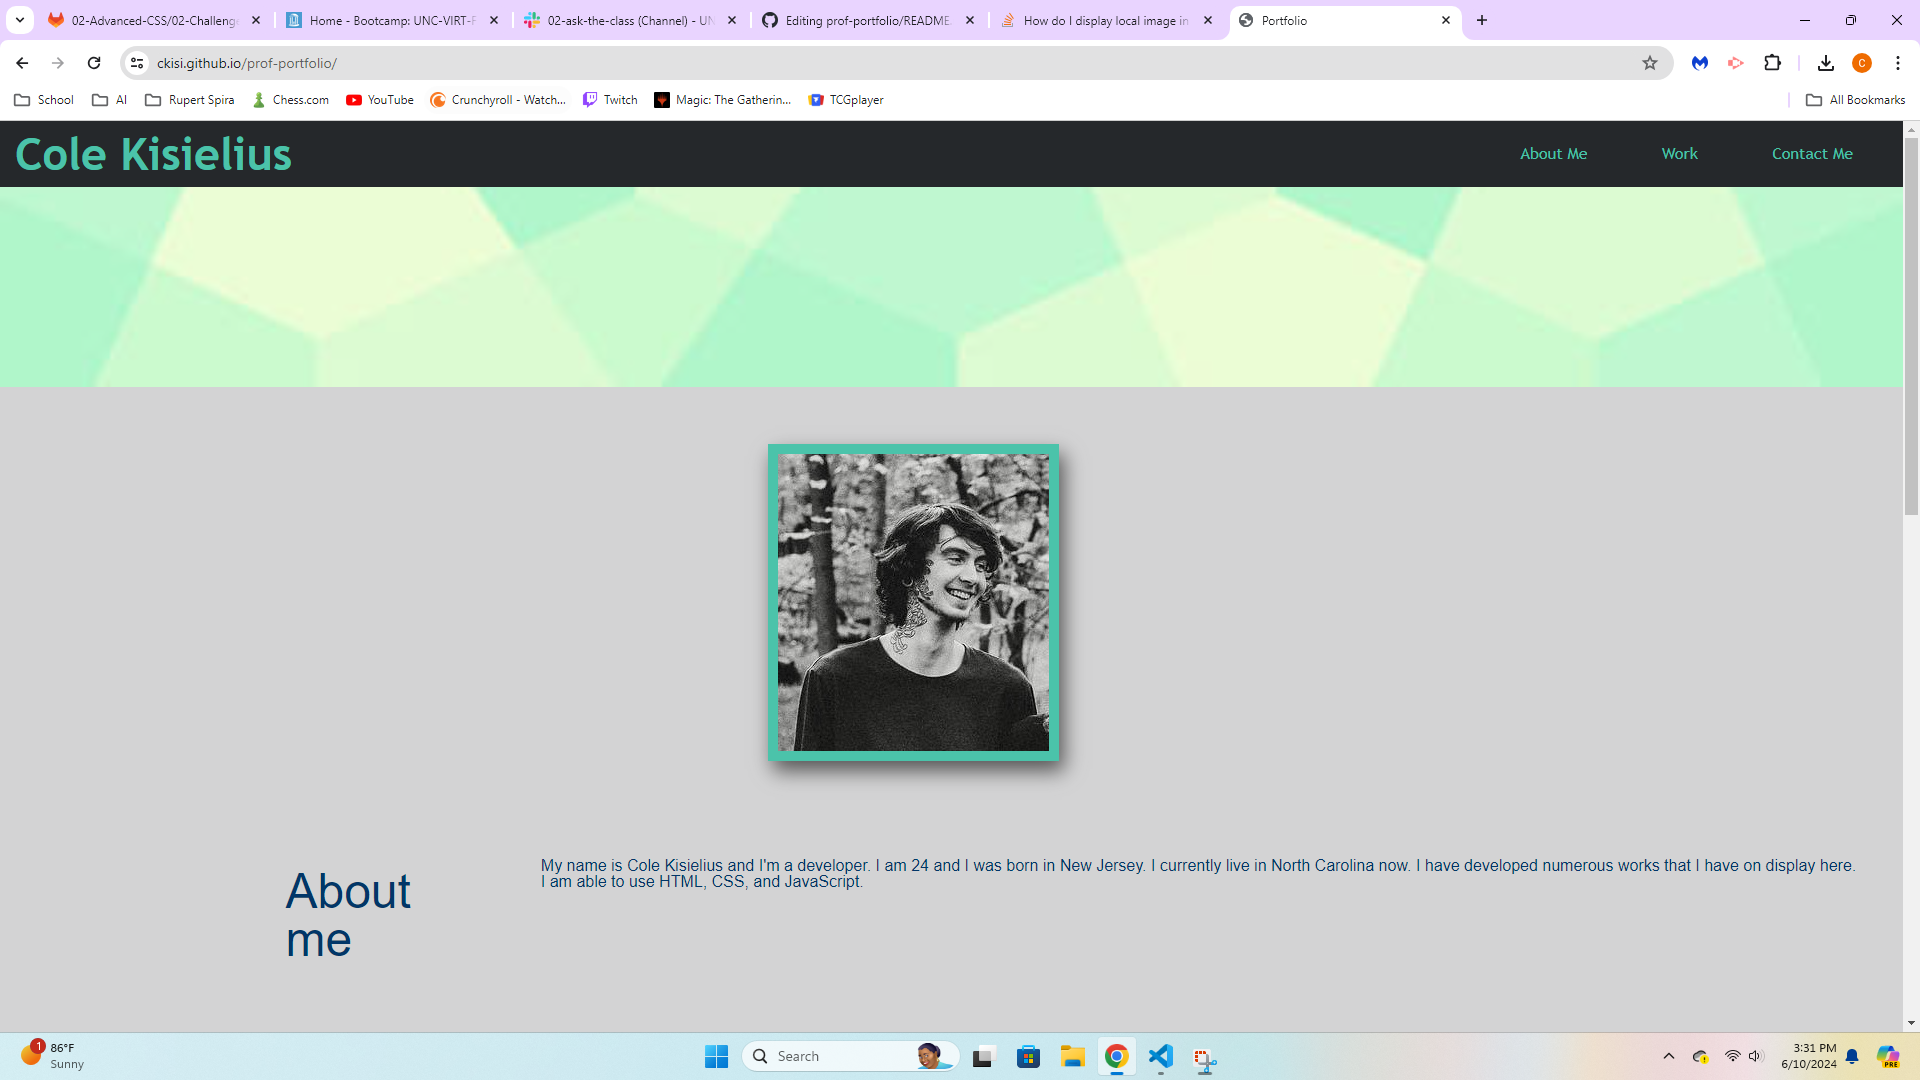 02-Advanced-CSS/02-Challenge
Home - Bootcamp: UNC-VIRT-F
02-ask-the-class (Channel) - UN
Editing prof-portfolio/README.
How do I display local image in
Portfolio
ckisi.github.io/prof-portfolio/
C
School
AI
Rupert Spira
Chess.com
YouTube
Crunchyroll - Watch...
Twitch
Magic: The Gatherin...
TCGplayer
All Bookmarks
Cole Kisielius
About Me
Work
Contact Me
My name is Cole Kisielius and I'm a developer. I am 24 and I was born in New Jersey. I currently live in North Carolina now. I have developed numerous works that I have on display here.
I am able to use HTML, CSS, and JavaScript.
About
me
1
86°F
Sunny
Search
3:31 PM
6/10/2024
PRE